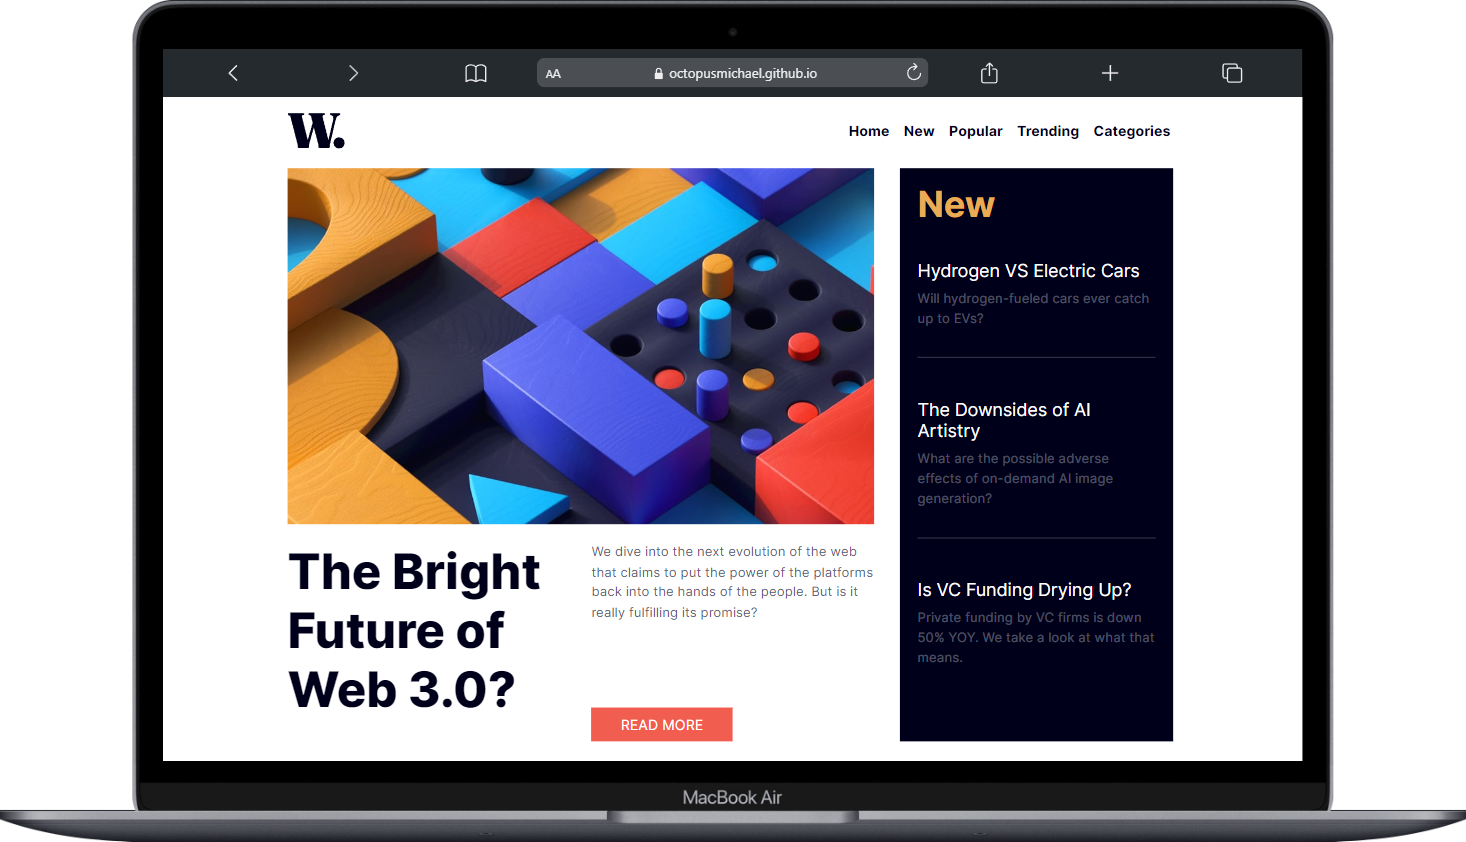 AA
octopusmichael.github.io
W.
Home New Popular Trending Categories
The Bright
Future of
Web 3.0?
We dive into the next evolution of the web
that claims to put the power of the platforms
back into the hands of the people. But is it
really fulfilling its promise?
READ MORE
New
Hydrogen VS Electric Cars
Will hydrogen-fueled cars ever catch
up to EVs?
The Downsides of AI
Artistry
What are the possible adverse
effects of on-demand AI image
generation?
Is VC Funding Drying Up?
Private funding by VC firms is down
50% YOY. We take a look at what that
means.
MacBook Air